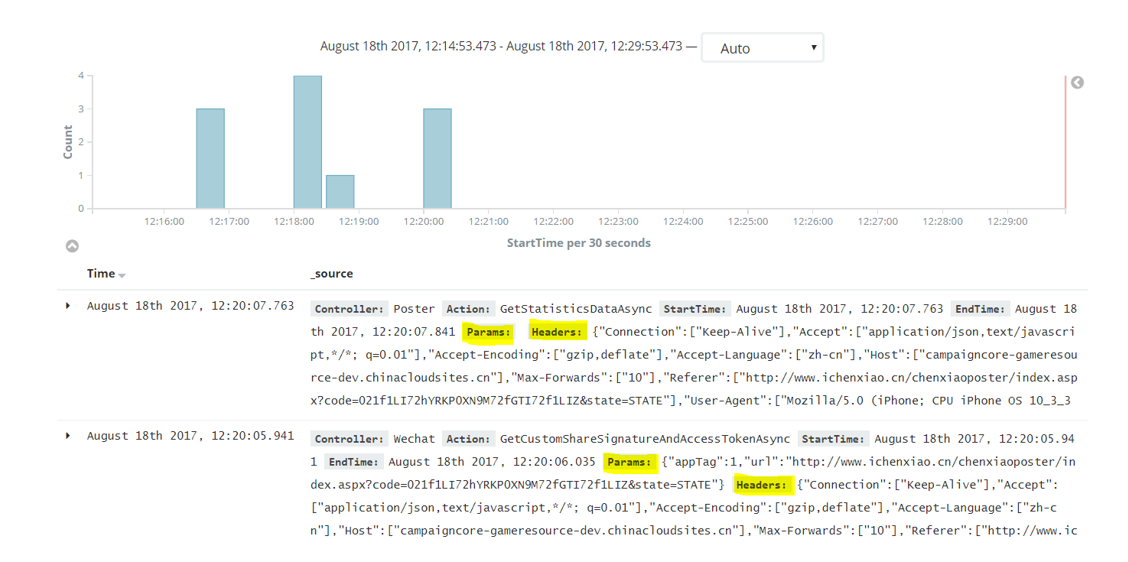 August 18th 2017, 12:14:53.473 - August 18th 2017, 12:29:53.473 — Auto
4
3
2
1
0
Count
12:16:00 12:17:00 12:18:00 12:19:00 12:20:00 12:21:00 12:22:00 12:23:00 12:24:00 12:25:00 12:26:00 12:27:00 12:28:00 12:29:00
StartTime per 30 seconds
Time _source
August 18th 2017, 12:20:07.763 Controller: Poster Action: GetStatisticsDataAsync StartTime: August 18th 2017, 12:20:07.763 EndTime: August 18
th 2017, 12:20:07.841 Params: Headers: {"Connection":["Keep-Alive"],"Accept":["application/json,text/javascri
pt,*/*; q=0.01"],"Accept-Encoding":["gzip,deflate"],"Accept-Language":["zh-cn"],"Host":["campaigncore-gameresou
rce-dev.chinacloudsites.cn"],"Max-Forwards":["10"],"Referer":["http://www.ichenxiao.cn/chenxiaoposter/index.asp
x?code=021f1LI72hYRKP0XN9M72fGTI72f1LIZ&state=STATE"],"User-Agent":["Mozilla/5.0 (iPhone; CPU iPhone OS 10_3_3
August 18th 2017, 12:20:05.941 Controller: Wechat Action: GetCustomShareSignatureAndAccessTokenAsync StartTime: August 18th 2017, 12:20:05.94
1 EndTime: August 18th 2017, 12:20:06.035 Params: {"appTag":1,"url":"http://www.ichenxiao.cn/chenxiaoposter/in
dex.aspx?code=021f1LI72hYRKP0XN9M72fGTI72f1LIZ&state=STATE"} Headers: {"Connection":["Keep-Alive"],"Accept":
["application/json,text/javascript,*/*; q=0.01"],"Accept-Encoding":["gzip,deflate"],"Accept-Language":["zh-c
n"],"Host":["campaigncore-gameresource-dev.chinacloudsites.cn"],"Max-Forwards":["10"],"Referer":["http://www.ic